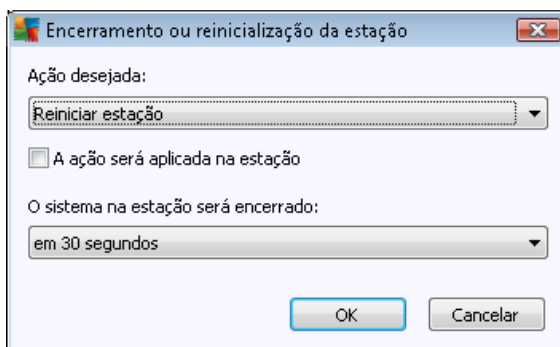 Encerramento ou reinicialização da estação
Ação desejada:
Reiniciar estação
A ação será aplicada na estação
O sistema na estação será encerrado:
em 30 segundos
OK
Cancelar